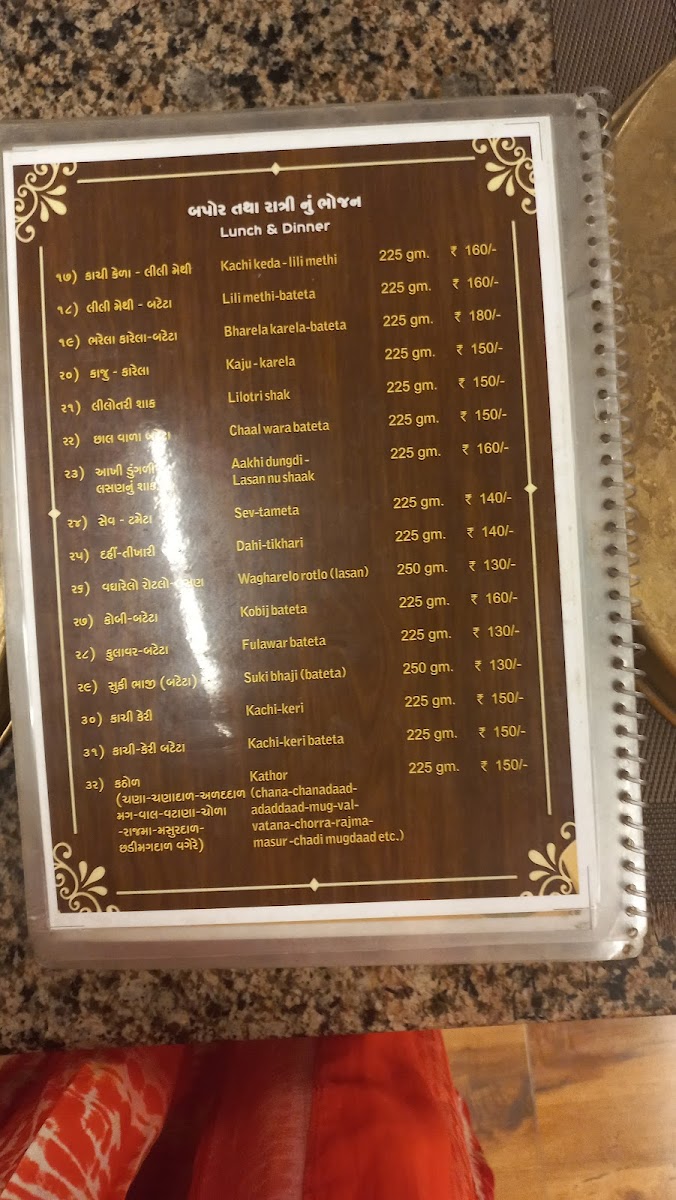 બપોર તથા રાત્રી નું ભોજન
Lunch & Dinner
૧૭) કાચી કેળા - લીલી મેથી Kachi keda - lili methi 225 gm. ₹ 160/-
૧૮) લીલી મેથી - બટેટા Lili methi-bateta 225 gm. ₹ 160/-
૧૯) ભરેલા કારેલા-બટેટા Bharela karela-bateta 225 gm. ₹ 180/-
૨૦) કાજુ - કારેલા Kaju - karela 225 gm. ₹ 150/-
૨૧) લીલોતરી શાક Lilotri shak 225 gm. ₹ 150/-
૨૨) છાલ વાળા Chaal wara bateta 225 gm. ₹ 150/-
૨૩) આખી ડુંગળી Aakhi dungdi - 225 gm. ₹ 160/-
લસણનું શાક Lasan nu shaak
૨૪) સેવ - ટમેટા Sev-tameta 225 gm. ₹ 140/-
૨૫) દહીં-તીખારી Dahi-tikhari 225 gm. ₹ 140/-
૨૬) વઘારેલો રોટલો Wagharelo rotlo (lasan) 250 gm. ₹ 130/-
૨૭) કોબી-બટેટા Kobij bateta 225 gm. ₹ 160/-
૨૮) ફુલાવર-બટેટા Fulawar bateta 225 gm. ₹ 130/-
૨૯) સુકી ભાજી (બટેટા) Suki bhaji (bateta) 250 gm. ₹ 130/-
૩૦) કાચી કેરી Kachi-keri 225 gm. ₹ 150/-
૩૧) કાચી-કેરી બટેટા Kachi-keri bateta 225 gm. ₹ 150/-
૩૨) કઠોળ Kathor 225 gm. ₹ 150/-
(ચણા-ચણાદાળ-અળદદાળ (chana-chanadaad-
મગ-વાલ-વટાણા-ચોળા adaddaad-mug-val-
-રાજમા-મસુરદાળ- vatana-chorra-rajma-
છડીમગદાળ વગેરે) masur-chadi mugdaad etc.)